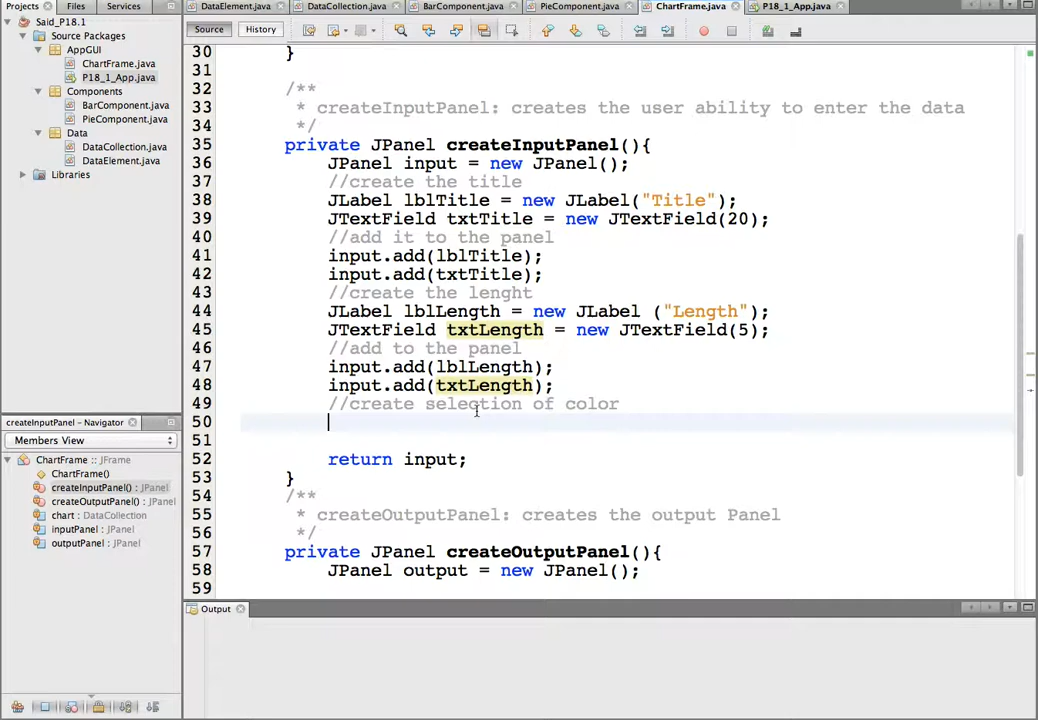 Projects Files Services
DataElement.java DataCollection.java BarComponent.java PieComponent.java ChartFrame.java P18_1_App.java
Said_P18.1
Source Packages
AppGUI
ChartFrame.java
P18_1_App.java
Components
BarComponent.java
PieComponent.java
Data
DataCollection.java
DataElement.java
Libraries
Source History
30 }
31
32 /**
33 * createInputPanel: creates the user ability to enter the data
34 */
35 private JPanel createInputPanel(){
36 JPanel input = new JPanel();
37 //create the title
38 JLabel lblTitle = new JLabel("Title");
39 JTextField txtTitle = new JTextField(20);
40 //add it to the panel
41 input.add(lblTitle);
42 input.add(txtTitle);
43 //create the lenght
44 JLabel lblLength = new JLabel ("Length");
45 JTextField txtLength = new JTextField(5);
46 //add to the panel
47 input.add(lblLength);
48 input.add(txtLength);
49 //create selection of color
50
51
52 return input;
53 }
54 /**
55 * createOutputPanel: creates the output Panel
56 */
57 private JPanel createOutputPanel(){
58 JPanel output = new JPanel();
59
createInputPanel - Navigator
Members View
ChartFrame :: JFrame
ChartFrame()
createInputPanel() : JPanel
createOutputPanel() : JPanel
chart : DataCollection
inputPanel : JPanel
outputPanel : JPanel
Output